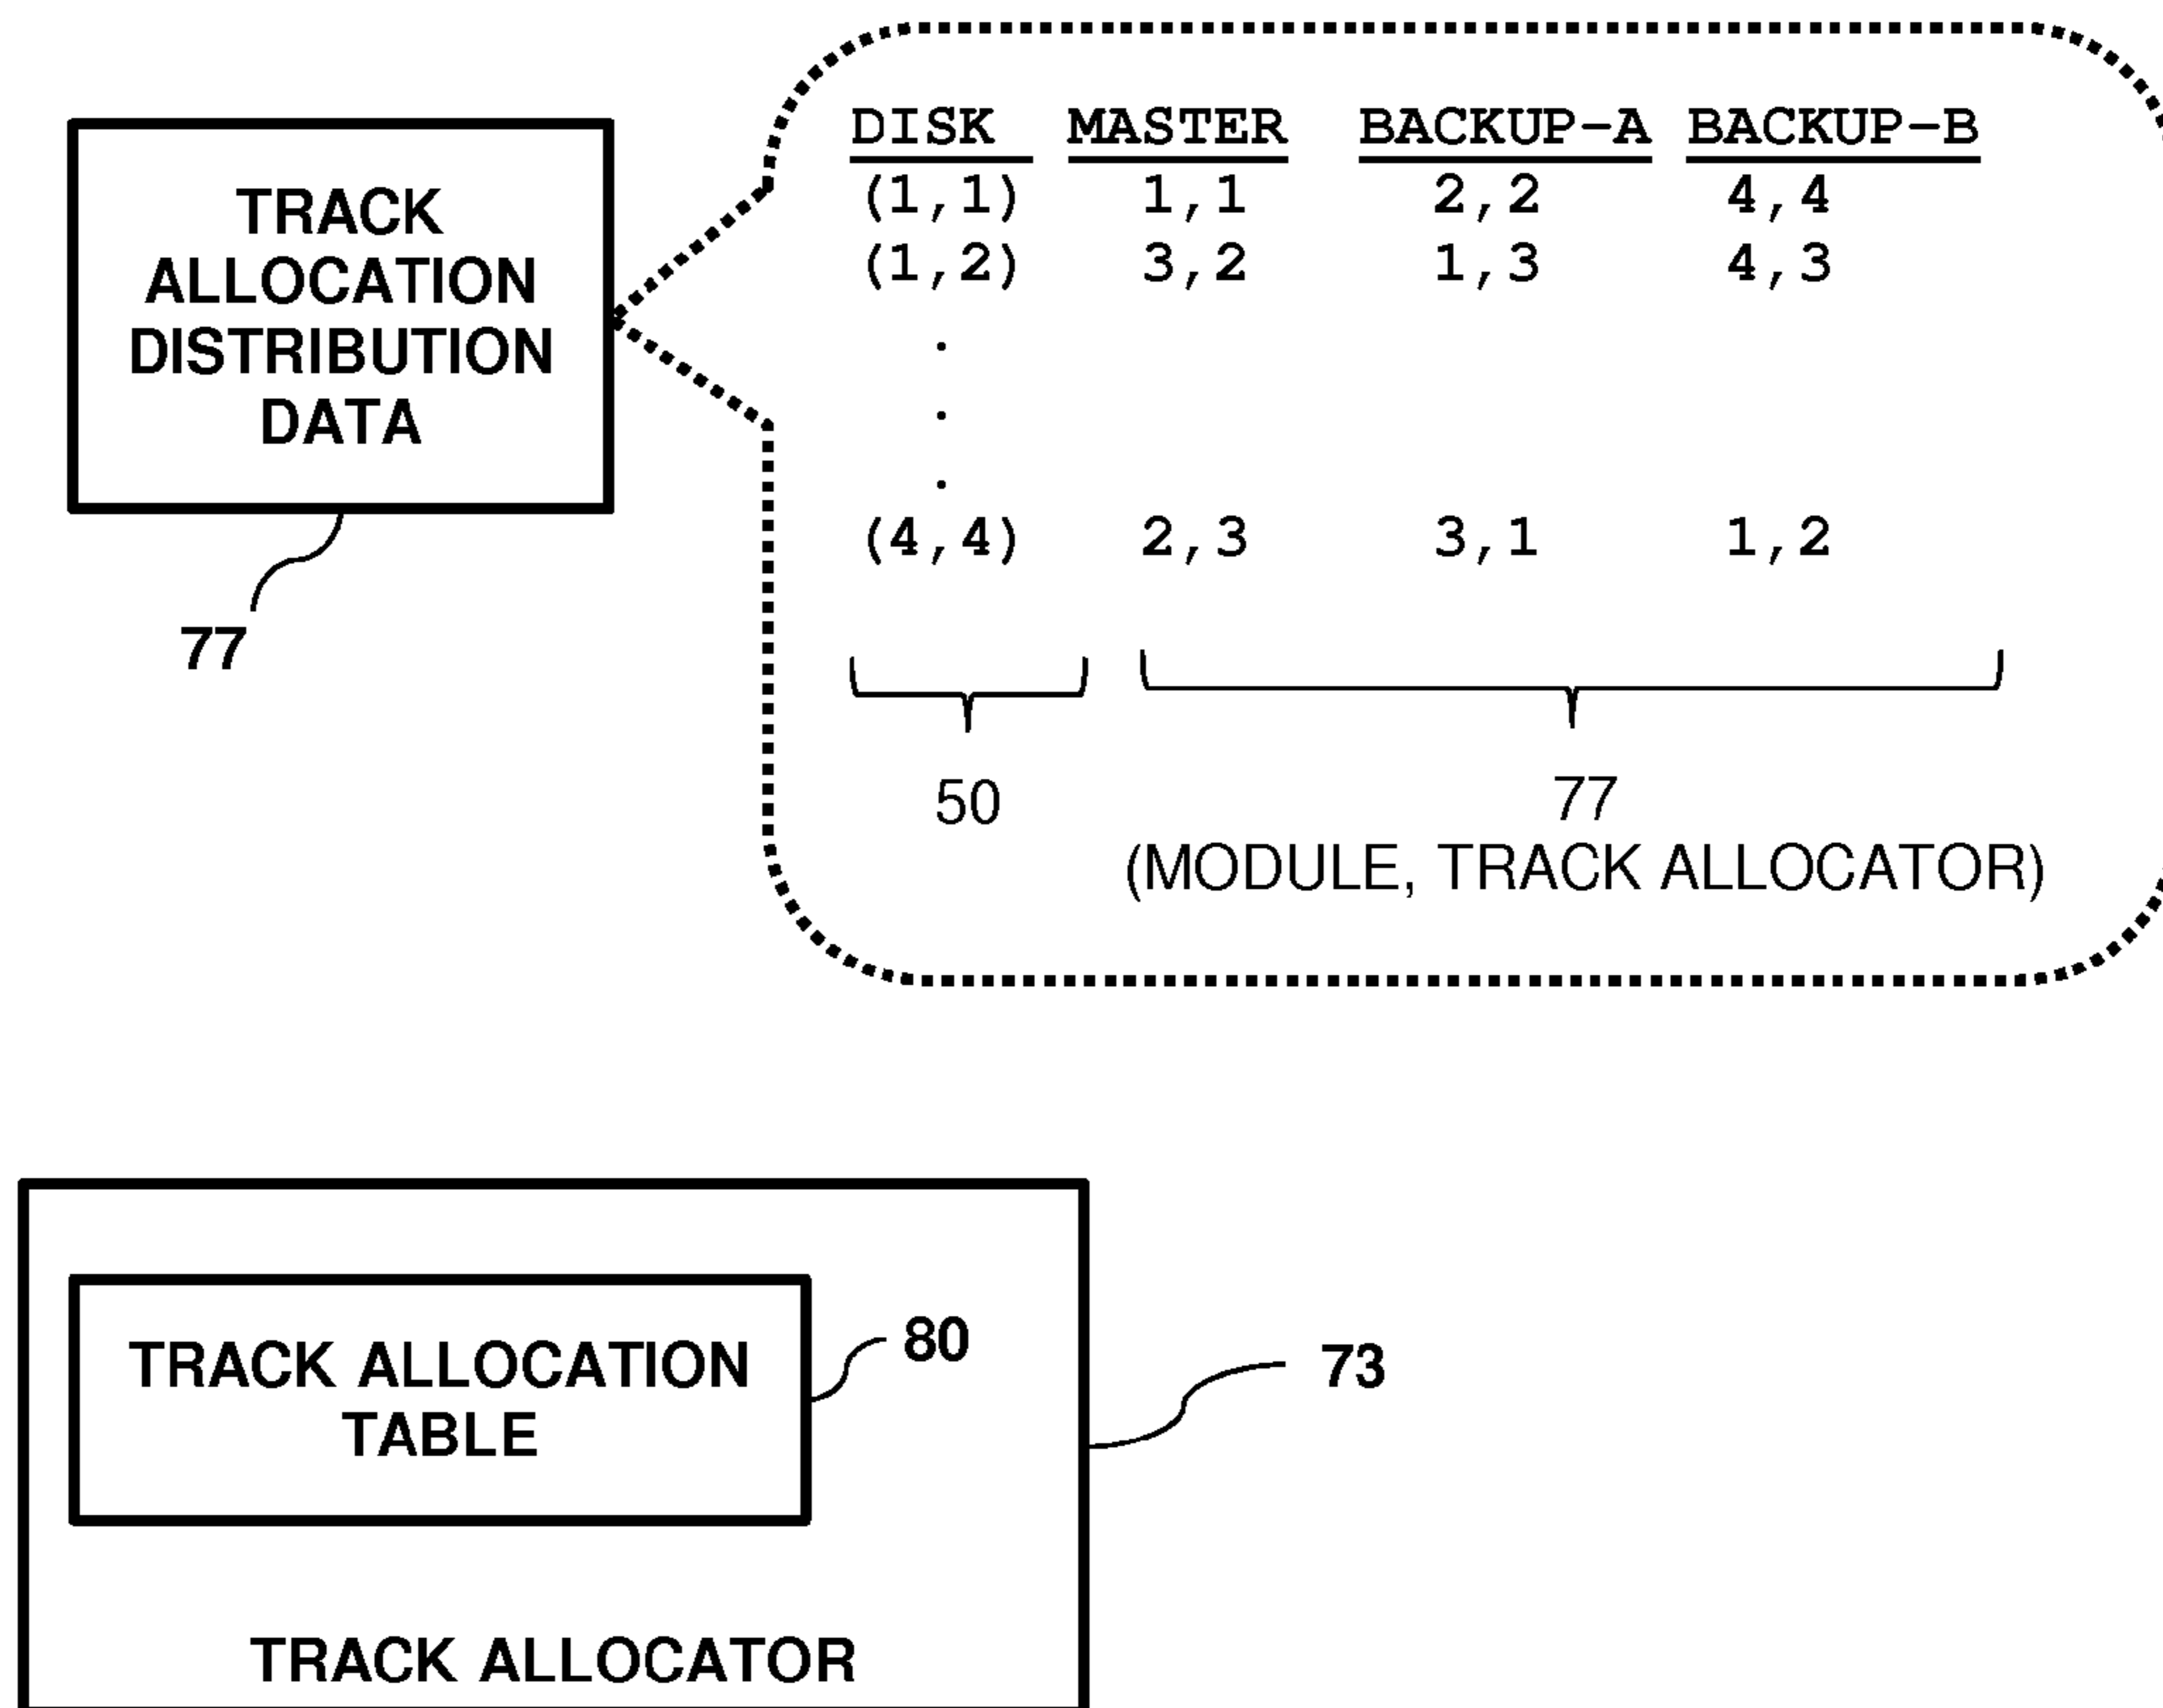 TRACK
ALLOCATION
DISTRIBUTION
DATA
77
DISK MASTER BACKUP-A BACKUP-B
(1,1) 1,1 2,2 4,4
(1,2) 3,2 1,3 4,3
.
.
.
(4,4) 2,3 3,1 1,2
50 77
(MODULE, TRACK ALLOCATOR)
TRACK ALLOCATION
TABLE
80
73
TRACK ALLOCATOR